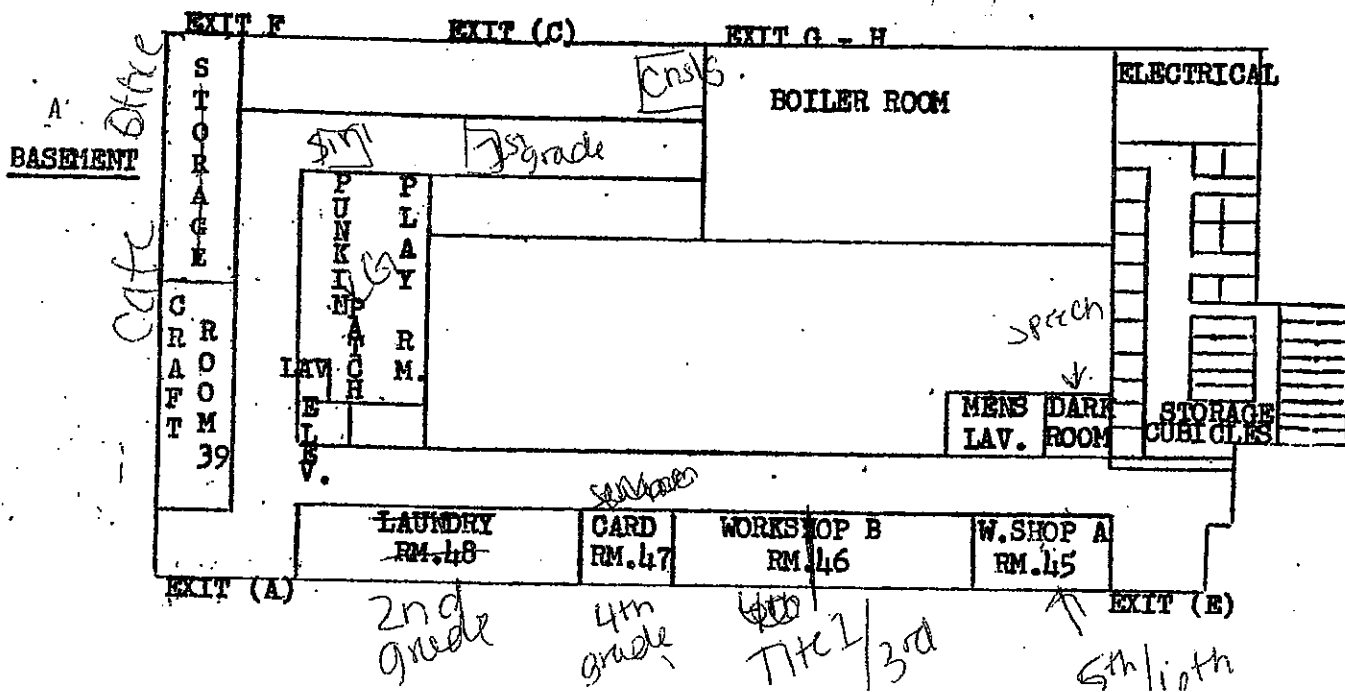 EXIT F
EXIT (C)
EXIT G - H
Office
STORAGE
Cnsls
BOILER ROOM
ELECTRICAL
A
BASEMENT
1st grade
Cafe
PUNKIN PATCH
PLAY RM.
CRAFT ROOM 39
LAV
ELEV.
speech
MENS LAV.
DARK ROOM
STORAGE CUBICLES
LAUNDRY
RM.48
CARD
RM.47
WORKSHOP B
RM.46
W.SHOP A
RM.45
EXIT (A)
EXIT (E)
2nd grade
4th grade
Title 1/3rd
5th/